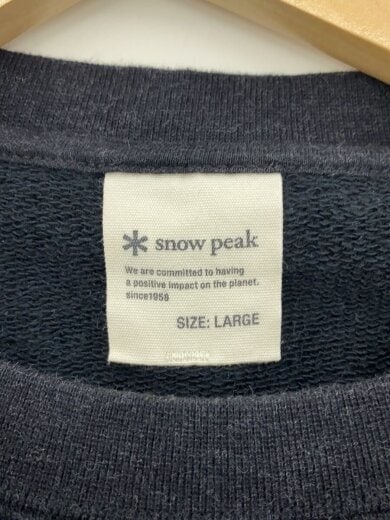 snow peak
We are committed to having
a positive impact on the planet.
since1958
SIZE: LARGE